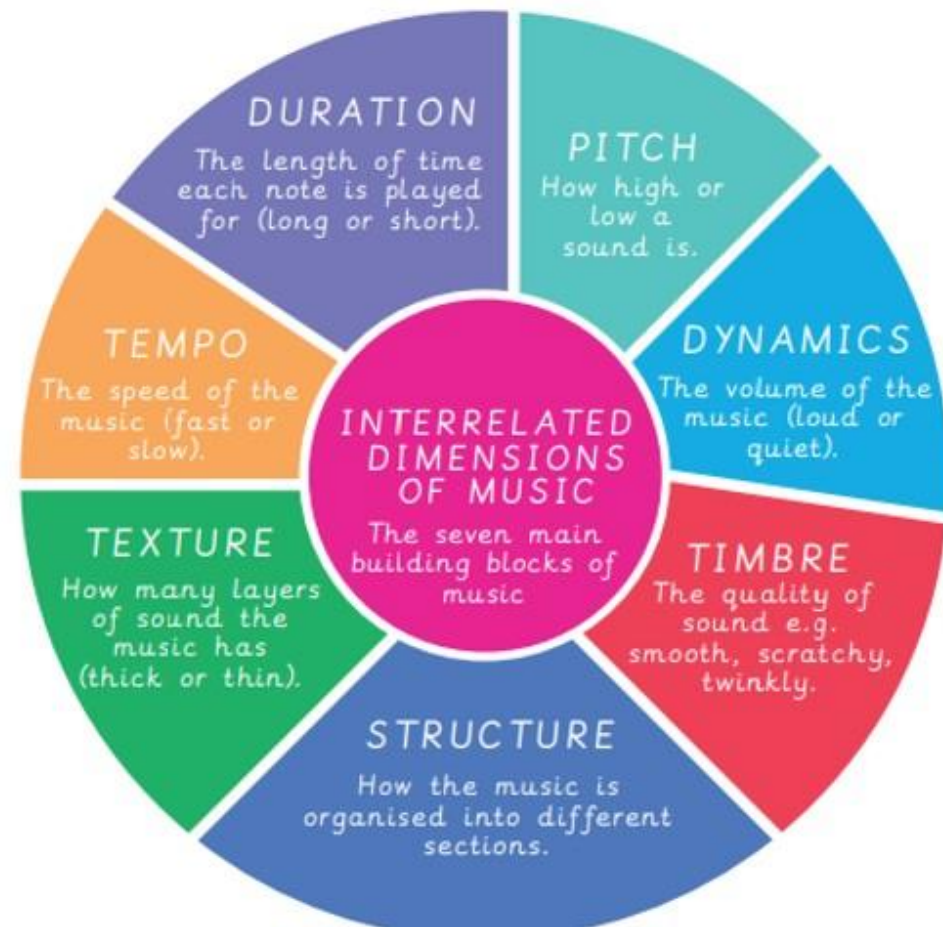 DURATION
The length of time
each note is played
for (long or short).
PITCH
How high or
low a
sound is.
DYNAMICS
The volume of the
music (loud or
quiet).
TIMBRE
The quality of
sound e.g.
smooth, scratchy,
twinkly.
STRUCTURE
How the music is
organised into different
sections.
TEXTURE
How many layers
of sound the
music has
(thick or thin).
TEMPO
The speed of the
music (fast or
slow).
INTERRELATED
DIMENSIONS
OF MUSIC
The seven main
building blocks of
music